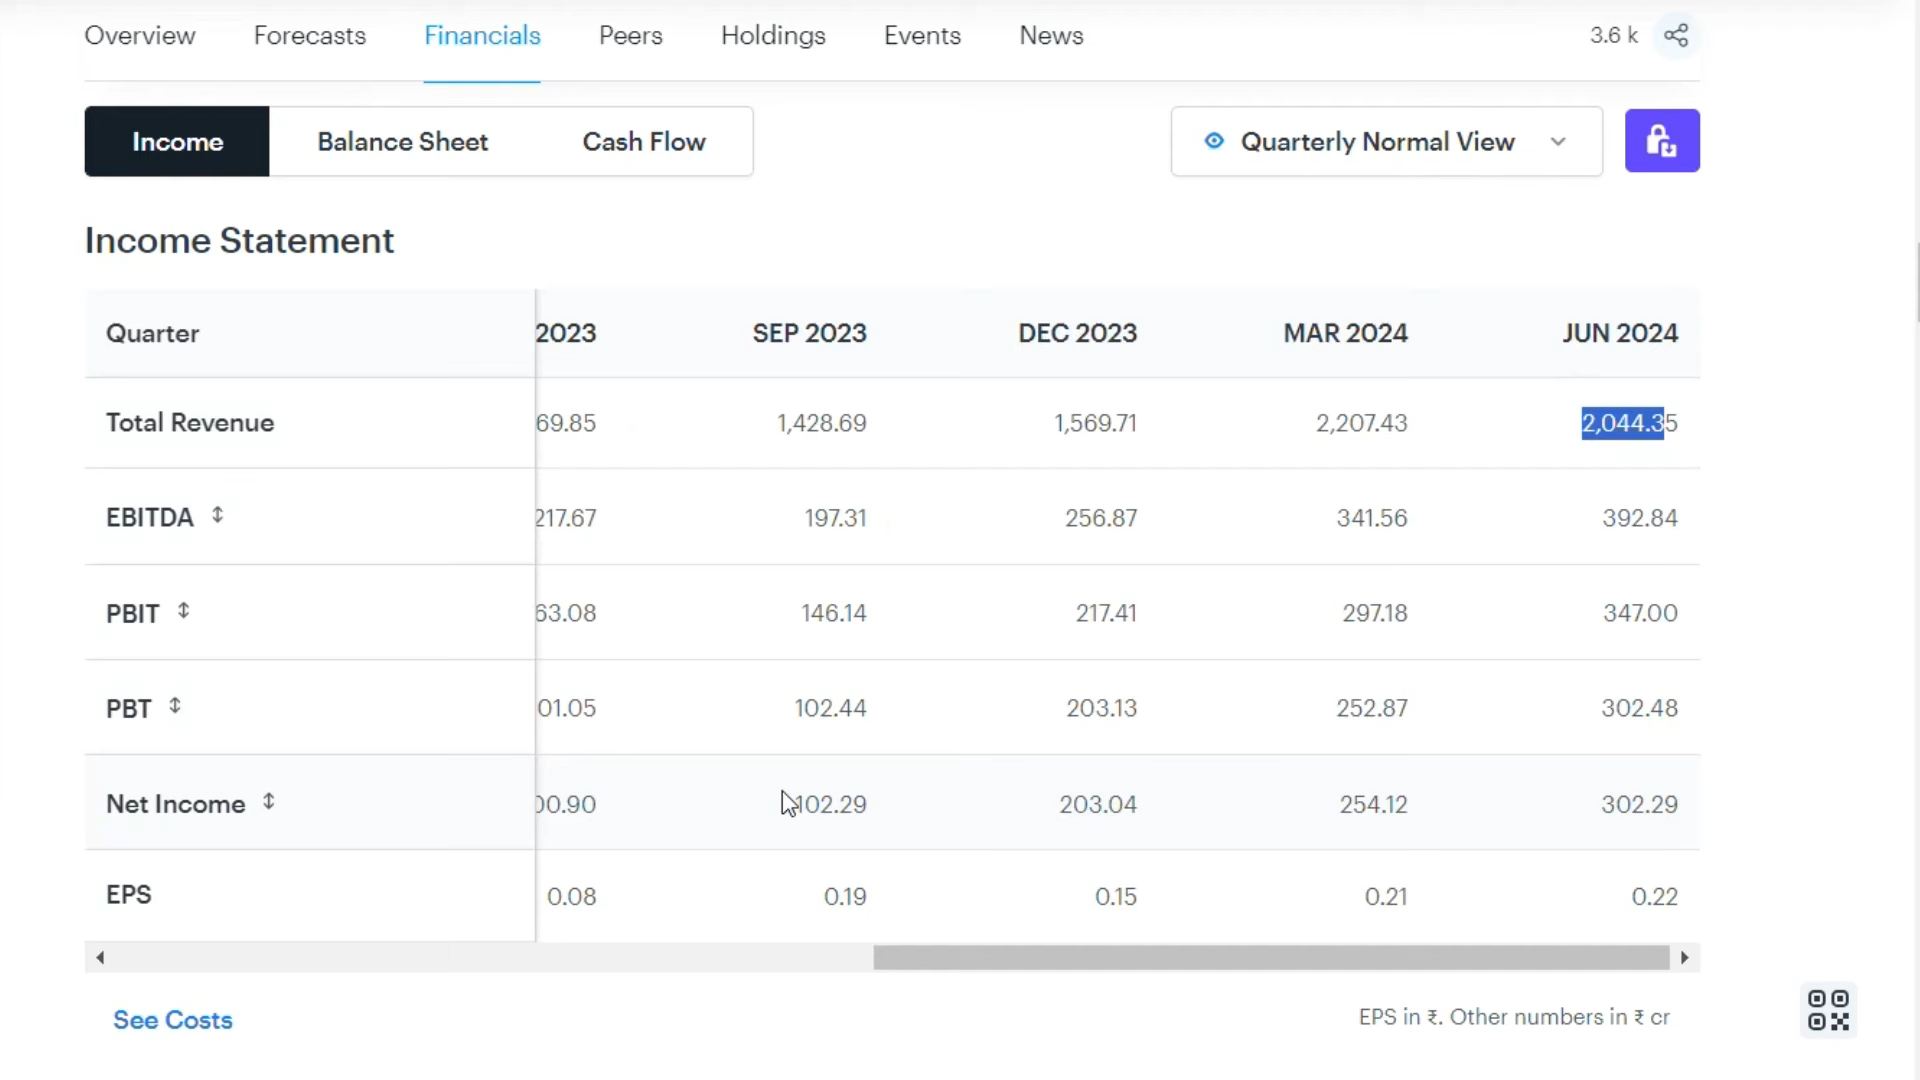 Overview Forecasts Financials Peers Holdings Events News 3.6 k
Income Balance Sheet Cash Flow Quarterly Normal View
Income Statement
Quarter 2023 SEP 2023 DEC 2023 MAR 2024 JUN 2024
Total Revenue 69.85 1,428.69 1,569.71 2,207.43 2,044.35
EBITDA 217.67 197.31 256.87 341.56 392.84
PBIT 63.08 146.14 217.41 297.18 347.00
PBT 01.05 102.44 203.13 252.87 302.48
Net Income 00.90 102.29 203.04 254.12 302.29
EPS 0.08 0.19 0.15 0.21 0.22
See Costs EPS in ₹. Other numbers in ₹ cr